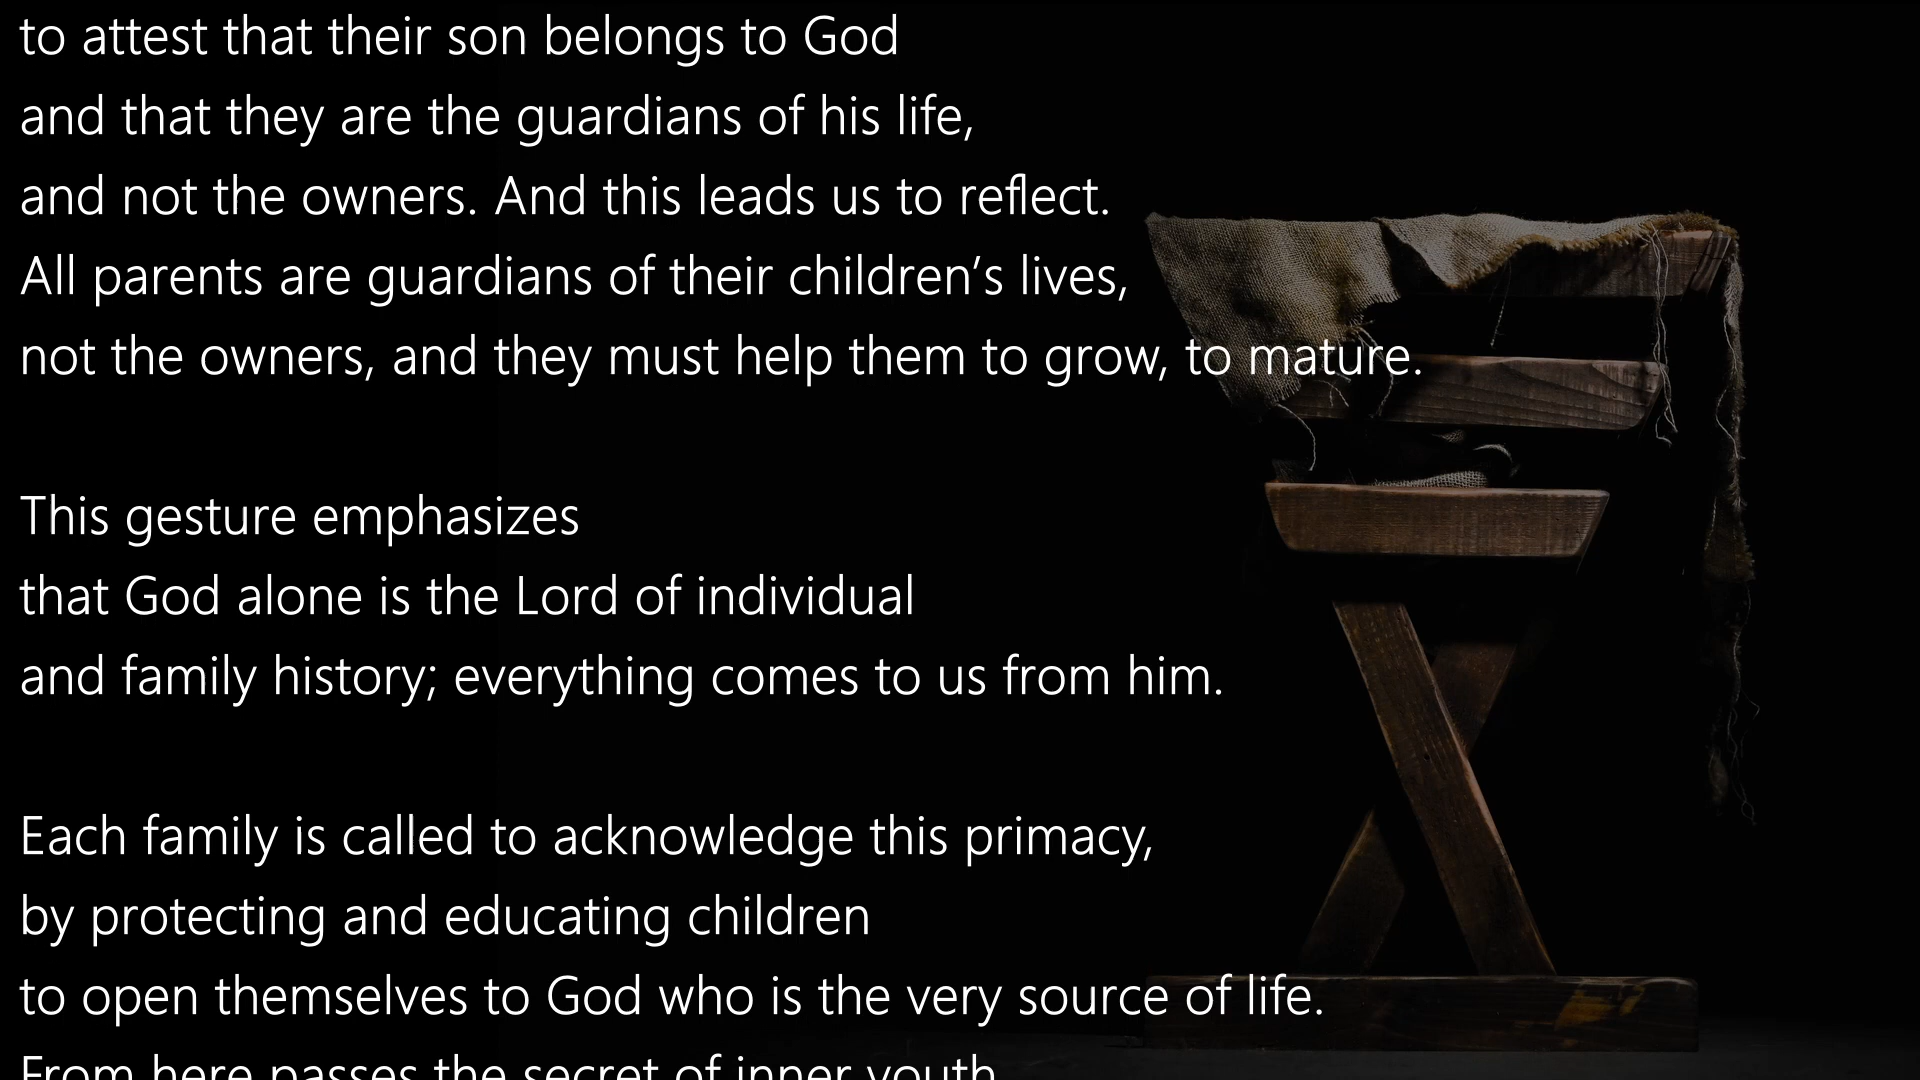 to attest that their son belongs to God
and that they are the guardians of his life,
and not the owners. And this leads us to reflect.
All parents are guardians of their children’s lives,
not the owners, and they must help them to grow, to mature.
This gesture emphasizes
that God alone is the Lord of individual
and family history; everything comes to us from him.
Each family is called to acknowledge this primacy,
by protecting and educating children
to open themselves to God who is the very source of life.
From here passes the secret of inner youth